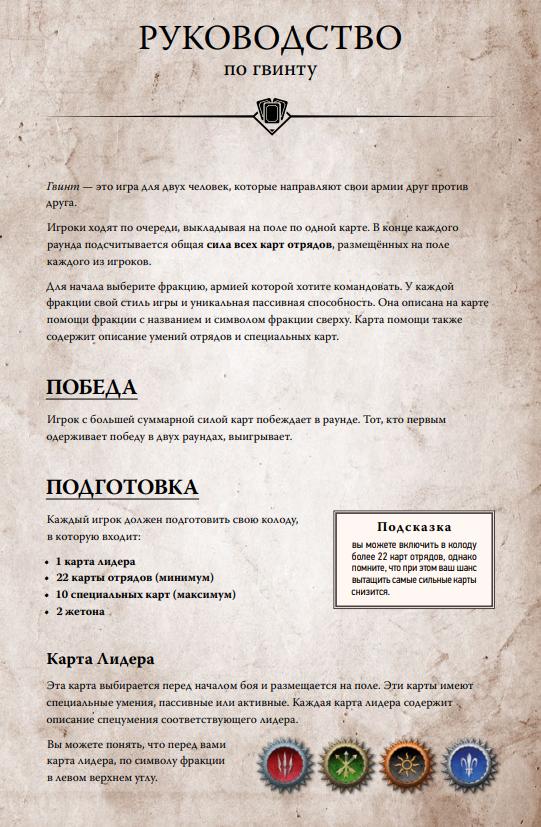 РУКОВОДСТВО
по гвинту
Гвинт — это игра для двух человек, которые направляют свои армии друг против
друга.
Игроки ходят по очереди, выкладывая на поле по одной карте. В конце каждого
раунда подсчитывается общая сила всех карт отрядов, размещённых на поле
каждого из игроков.
Для начала выберите фракцию, армией которой хотите командовать. У каждой
фракции свой стиль игры и уникальная пассивная способность. Она описана на карте
помощи фракции с названием и символом фракции сверху. Карта помощи также
содержит описание умений отрядов и специальных карт.
ПОБЕДА
Игрок с большей суммарной силой карт побеждает в раунде. Тот, кто первым
одерживает победу в двух раундах, выигрывает.
ПОДГОТОВКА
Каждый игрок должен подготовить свою колоду,
в которую входит:
• 1 карта лидера
• 22 карты отрядов (минимум)
• 10 специальных карт (максимум)
• 2 жетона
Подсказка
вы можете включить в колоду
более 22 карт отрядов, однако
помните, что при этом ваш шанс
вытащить самые сильные карты
снизится.
Карта Лидера
Эта карта выбирается перед началом боя и размещается на поле. Эти карты имеют
специальные умения, пассивные или активные. Каждая карта лидера содержит
описание спецумения соответствующего лидера.
Вы можете понять, что перед вами
карта лидера, по символу фракции
в левом верхнем углу.